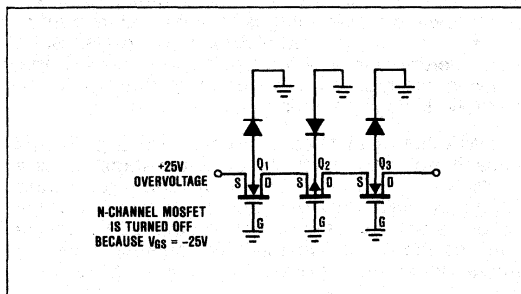 Q1
Q2
Q3
+25V
OVERVOLTAGE
S D
S D
S D
N-CHANNEL MOSFET
IS TURNED OFF
BECAUSE VGS = -25V
G
G
G